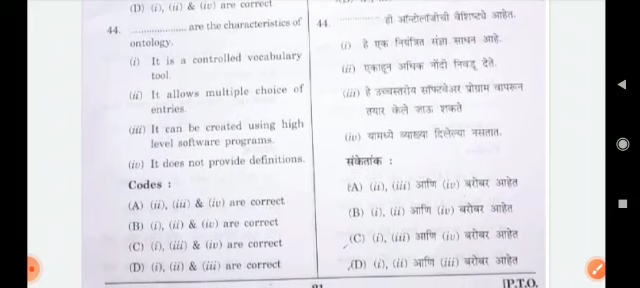 (D) (i), (ii) & (iv) are correct
44. .................... are the characteristics of
ontology.
(i) It is a controlled vocabulary
tool.
(ii) It allows multiple choice of
entries.
(iii) It can be created using high
level software programs.
(iv) It does not provide definitions.
Codes :
(A) (ii), (iii) & (iv) are correct
(B) (i), (ii) & (iv) are correct
(C) (i), (iii) & (iv) are correct
(D) (i), (ii) & (iii) are correct
44. ............ ही ऑन्टोलॉजीची वैशिष्ट्ये आहेत.
(i) हे एक नियंत्रित संज्ञा साधन आहे.
(ii) एकाहून अधिक नोंदी निवडू देते.
(iii) हे उच्चस्तरीय सॉफ्टवेअर प्रोग्राम वापरून
तयार केले जाऊ शकते
(iv) यामध्ये व्याख्या दिलेल्या नसतात.
संकेतांक :
(A) (ii), (iii) आणि (iv) बरोबर आहेत
(B) (i), (ii) आणि (iv) बरोबर आहेत
(C) (i), (iii) आणि (iv) बरोबर आहेत
(D) (i), (ii) आणि (iii) बरोबर आहेत
[P.T.O.